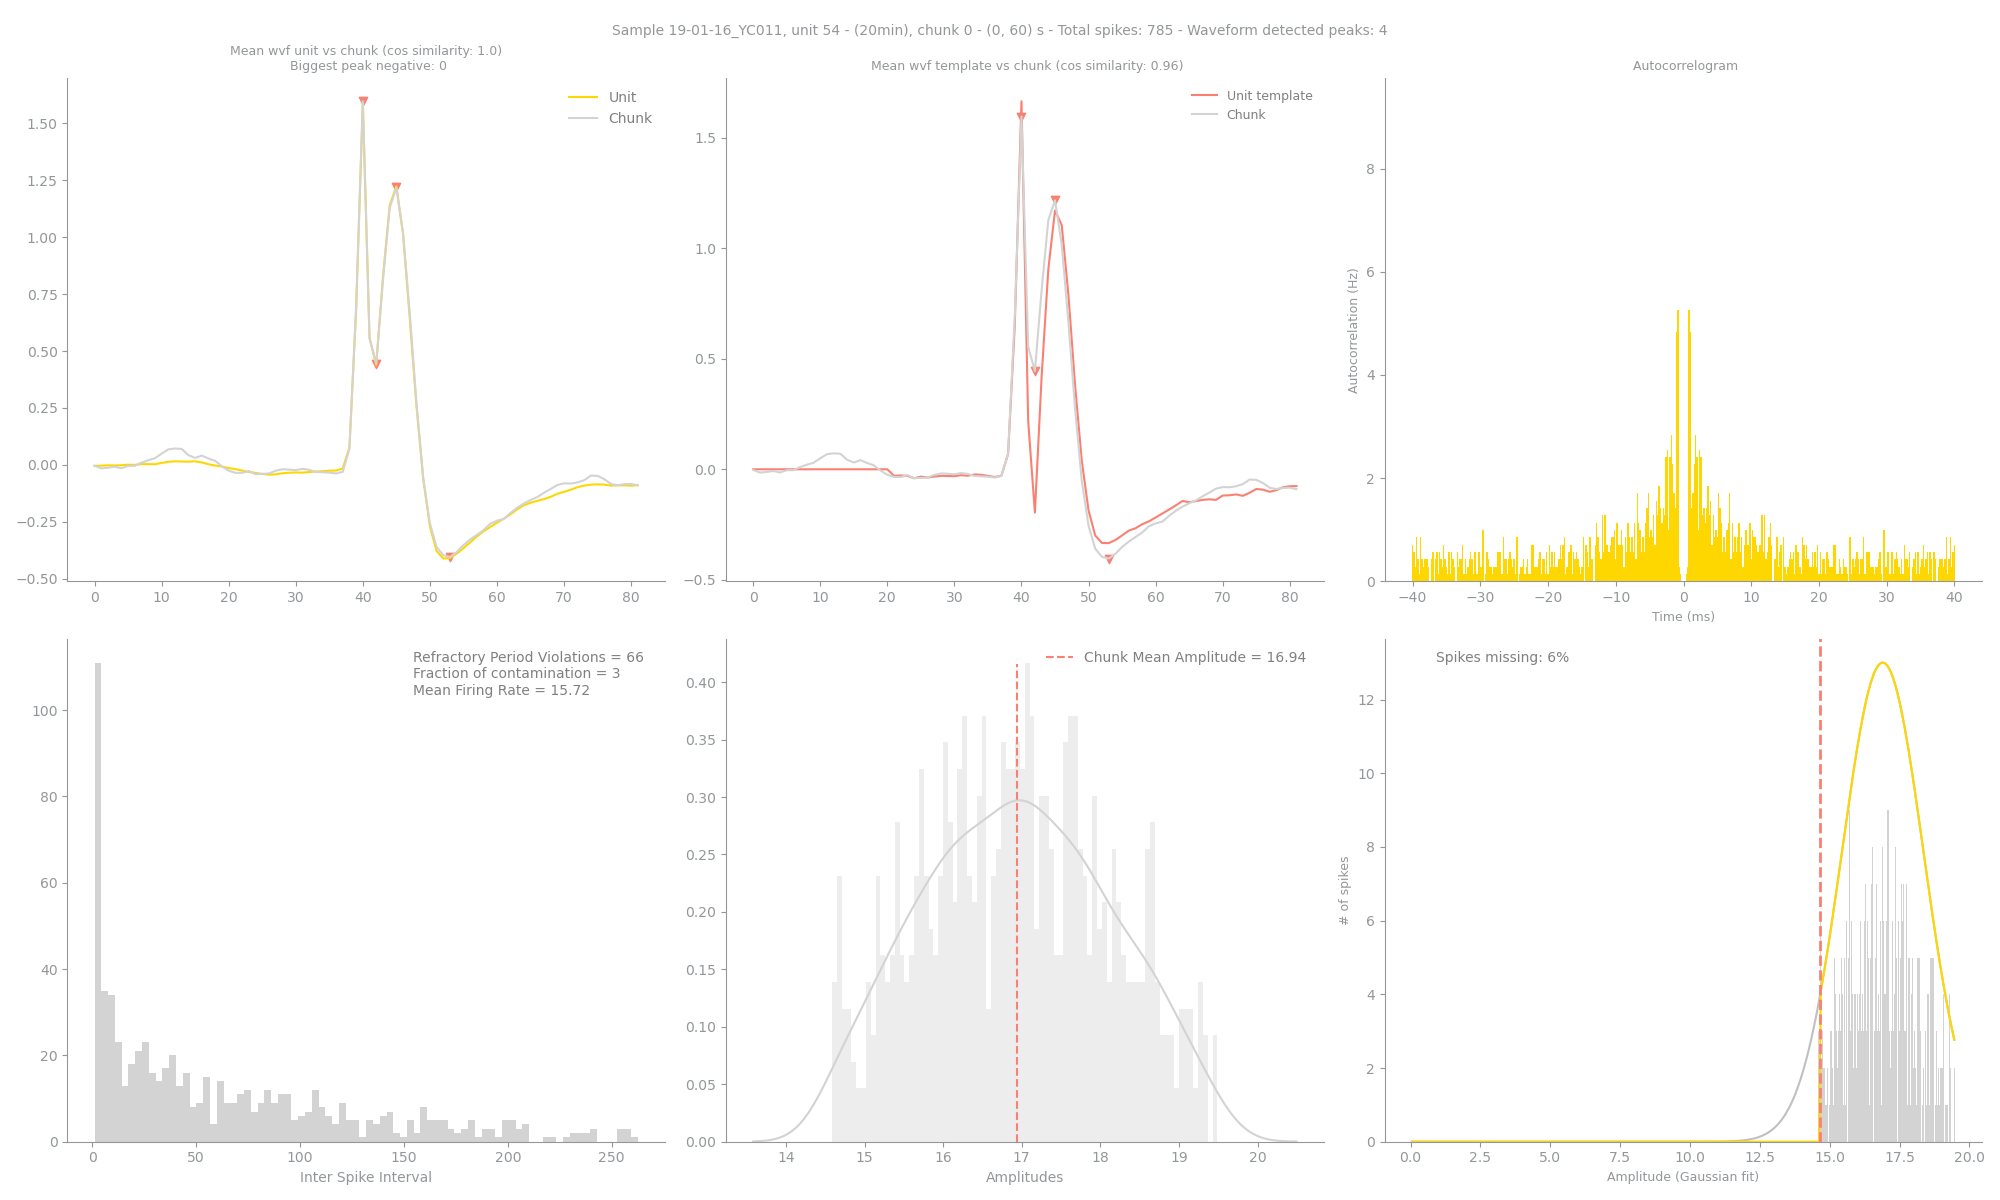 Sample 19-01-16_YC011, unit 54 - (20min), chunk 0 - (0, 60) s - Total spikes: 785 - Waveform detected peaks: 4
Mean wvf unit vs chunk (cos similarity: 1.0)
Biggest peak negative: 0
Unit
Chunk
1.50
1.25
1.00
0.75
0.50
0.25
0.00
−0.25
−0.50
0 10 20 30 40 50 60 70 80
Mean wvf template vs chunk (cos similarity: 0.96)
Unit template
Chunk
1.5
1.0
0.5
0.0
−0.5
0 10 20 30 40 50 60 70 80
Autocorrelogram
Autocorrelation (Hz)
8
6
4
2
0
−40 −30 −20 −10 0 10 20 30 40
Time (ms)
Refractory Period Violations = 66
Fraction of contamination = 3
Mean Firing Rate = 15.72
100
80
60
40
20
0
0 50 100 150 200 250
Inter Spike Interval
Chunk Mean Amplitude = 16.94
0.40
0.35
0.30
0.25
0.20
0.15
0.10
0.05
0.00
14 15 16 17 18 19 20
Amplitudes
Spikes missing: 6%
# of spikes
12
10
8
6
4
2
0
0.0 2.5 5.0 7.5 10.0 12.5 15.0 17.5 20.0
Amplitude (Gaussian fit)